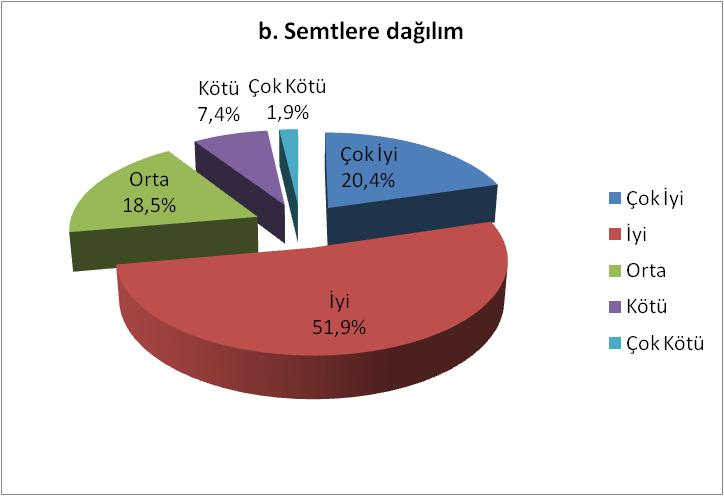 b. Semtlere dağılım
Kötü
7,4%
Çok Kötü
1,9%
Çok İyi
20,4%
Orta
18,5%
İyi
51,9%
Çok İyi
İyi
Orta
Kötü
Çok Kötü